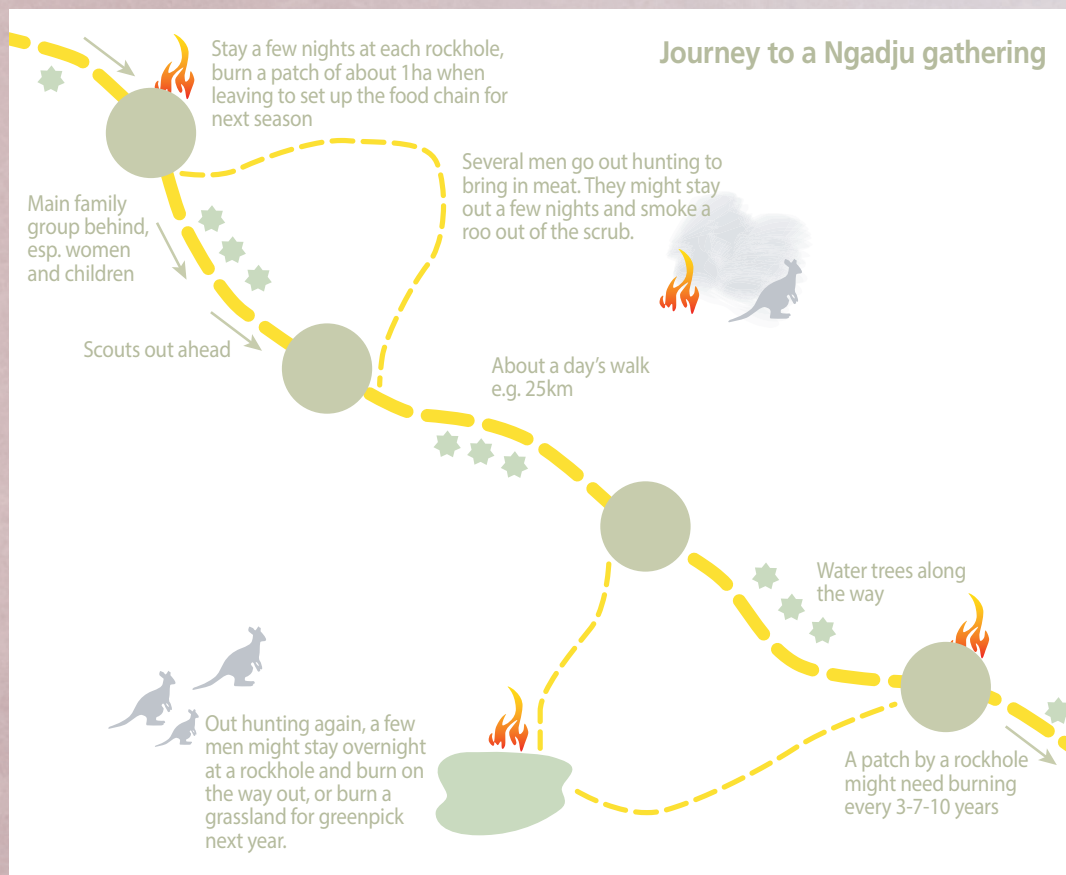 Journey to a Ngadju gathering
Stay a few nights at each rockhole,
burn a patch of about 1ha when
leaving to set up the food chain for
next season
Several men go out hunting to
bring in meat. They might stay
out a few nights and smoke a
roo out of the scrub.
Main family
group behind,
esp. women
and children
Scouts out ahead
About a day's walk
e.g. 25km
Water trees along
the way
Out hunting again, a few
men might stay overnight
at a rockhole and burn on
the way out, or burn a
grassland for greenpick
next year.
A patch by a rockhole
might need burning
every 3-7-10 years